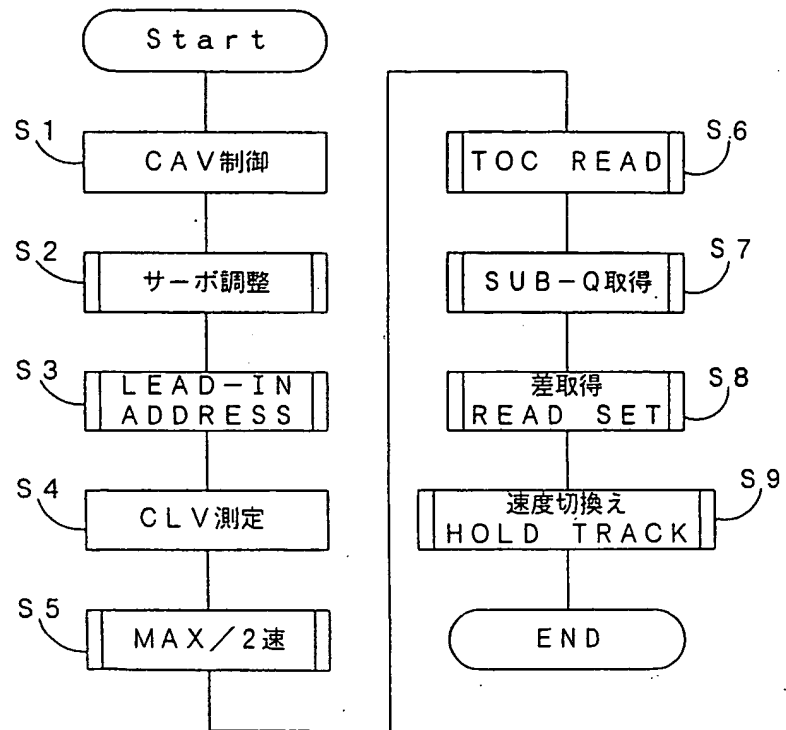 Start
S1
CAV制御
S2
サーボ調整
S3
LEAD-IN
ADDRESS
S4
CLV測定
S5
MAX/2速
TOC READ
S6
SUB-Q取得
S7
差取得
READ SET
S8
速度切換え
HOLD TRACK
S9
END